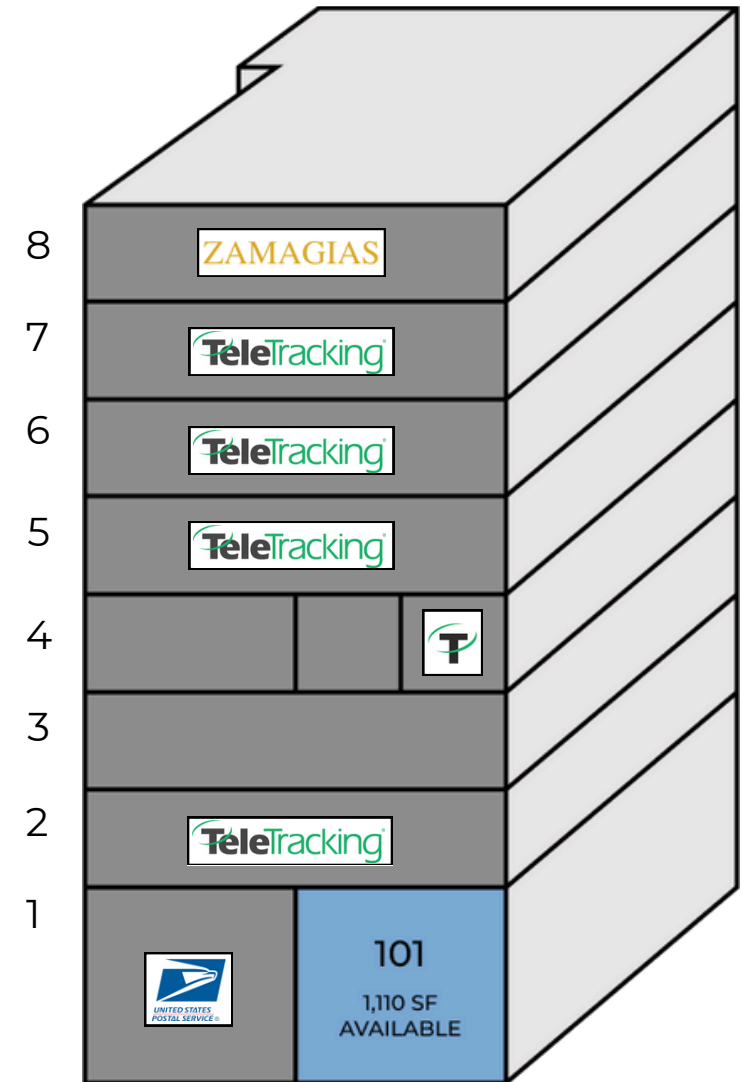 8
ZAMAGIAS
7
TeleTracking
6
TeleTracking
5
TeleTracking
4
T
3
2
TeleTracking
1
UNITED STATES
POSTAL SERVICE®
101
1,110 SF
AVAILABLE